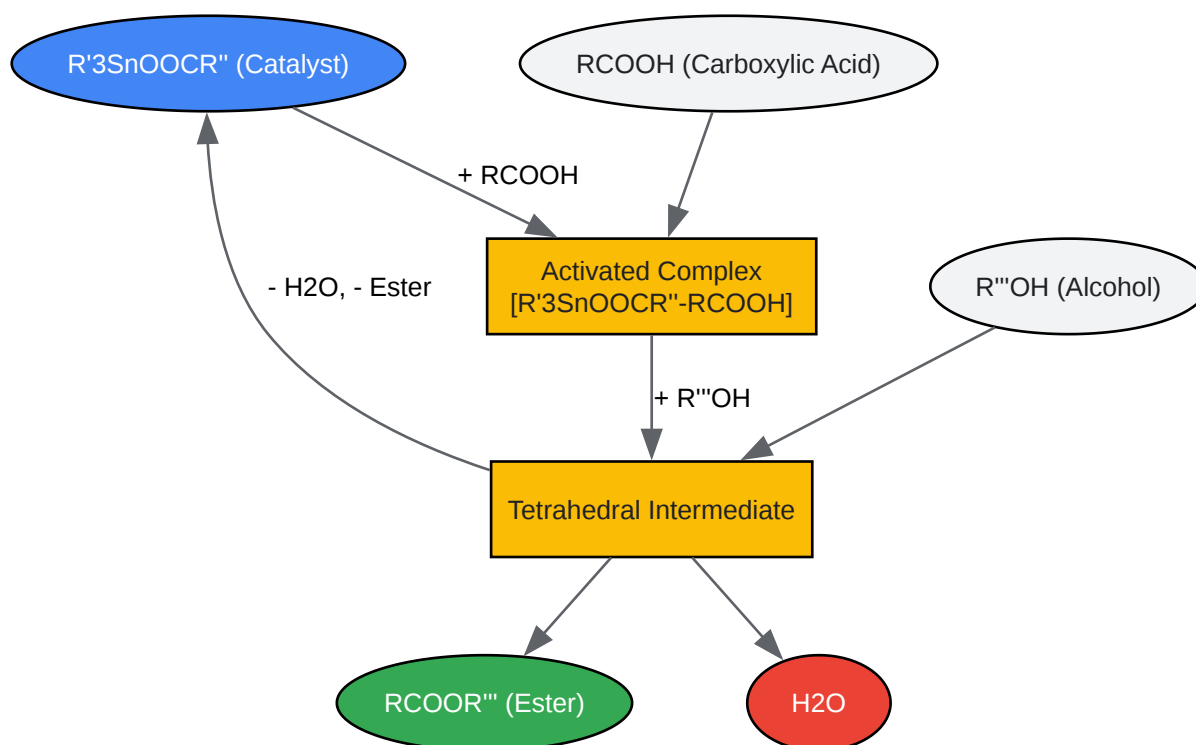 R'3SnOOCR'' (Catalyst)
RCOOH (Carboxylic Acid)
+ RCOOH
Activated Complex
[R'3SnOOCR''-RCOOH]
- H2O, - Ester
R'''OH (Alcohol)
+ R'''OH
Tetrahedral Intermediate
RCOOR''' (Ester)
H2O